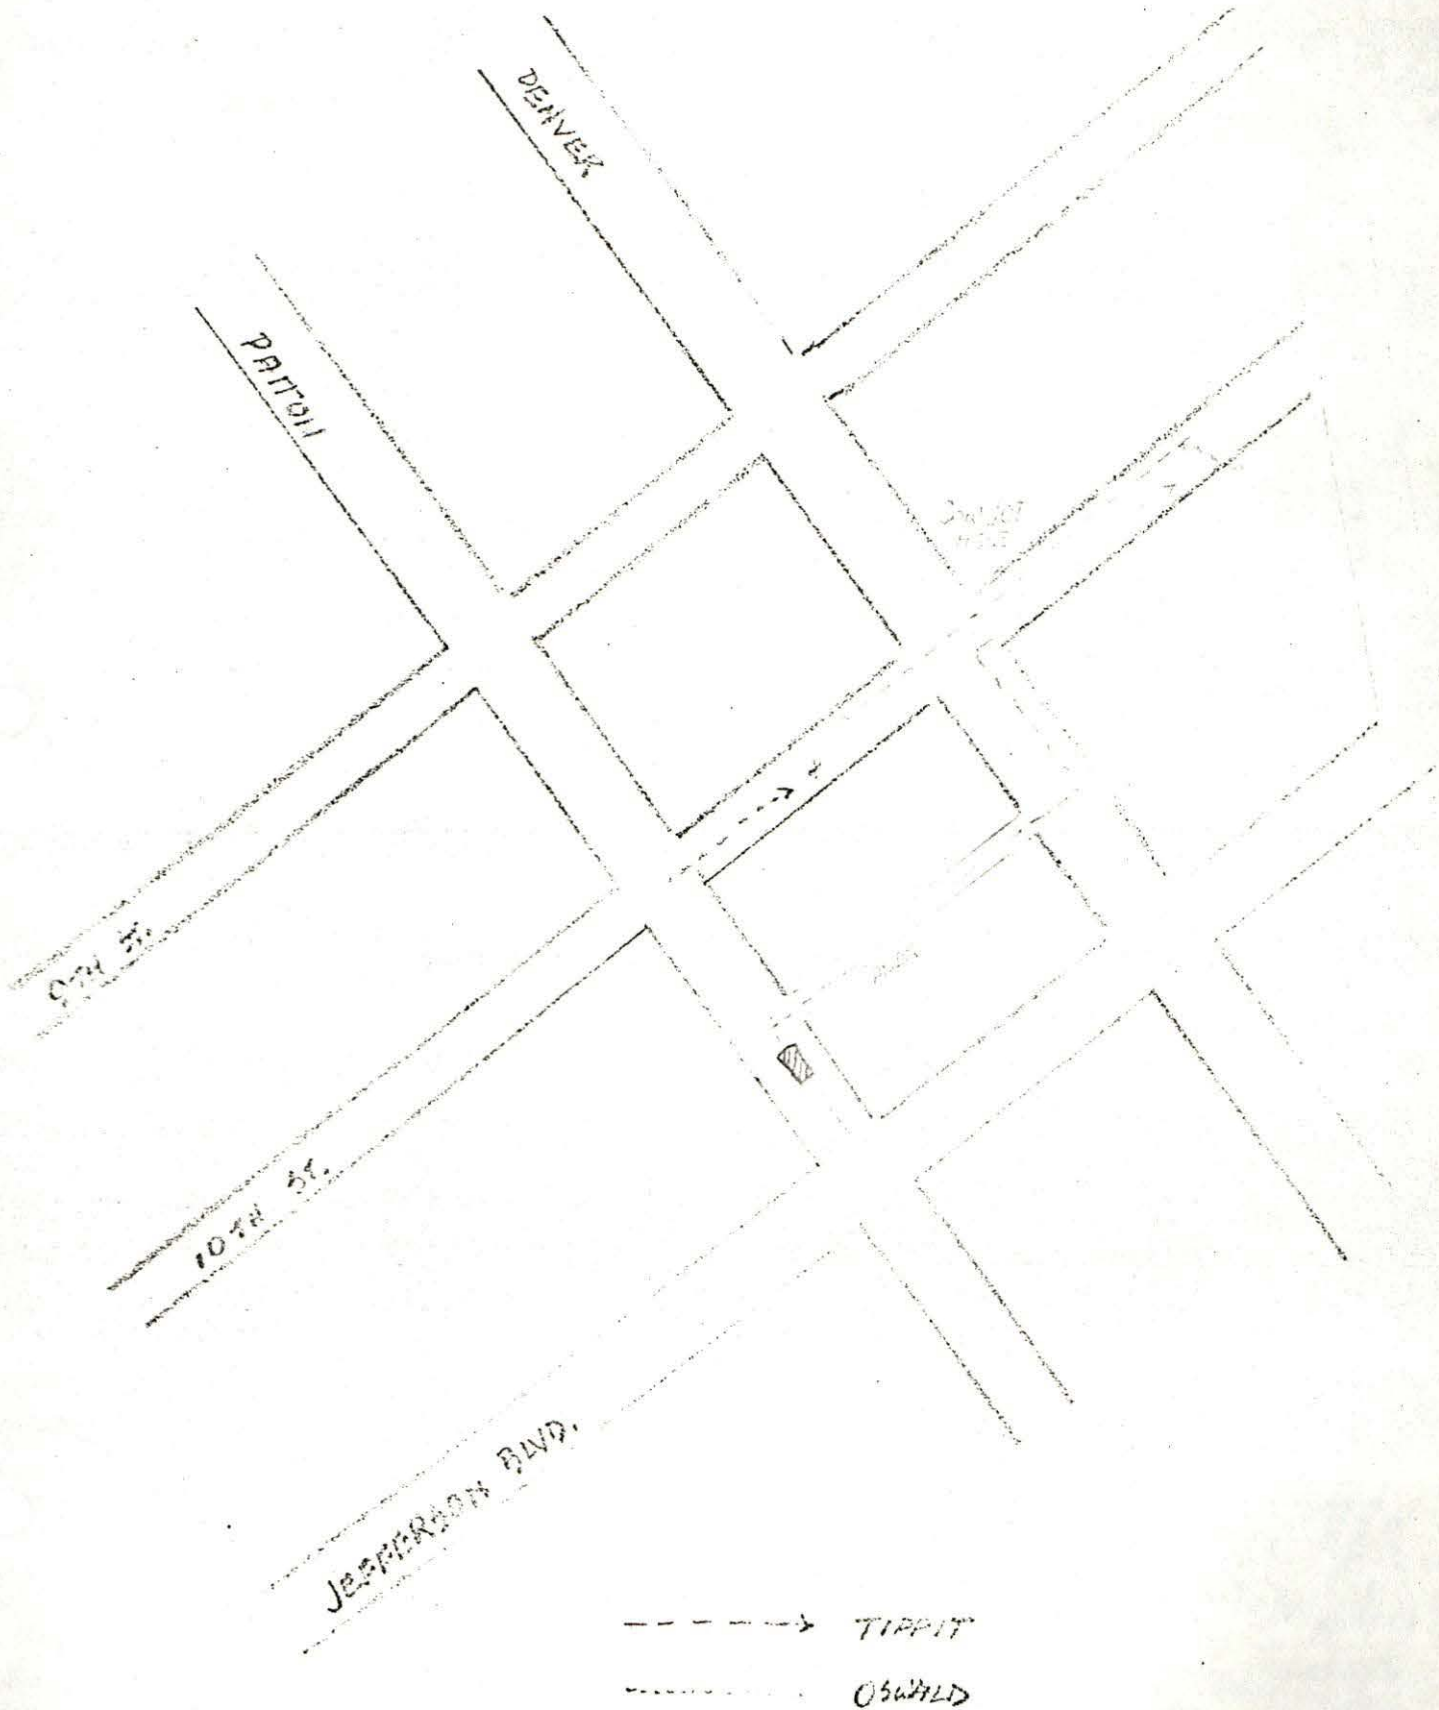 DENVER
PATTON
9TH ST.
10TH ST.
JEFFERSON BLVD.
TIPPIT
OSWALD